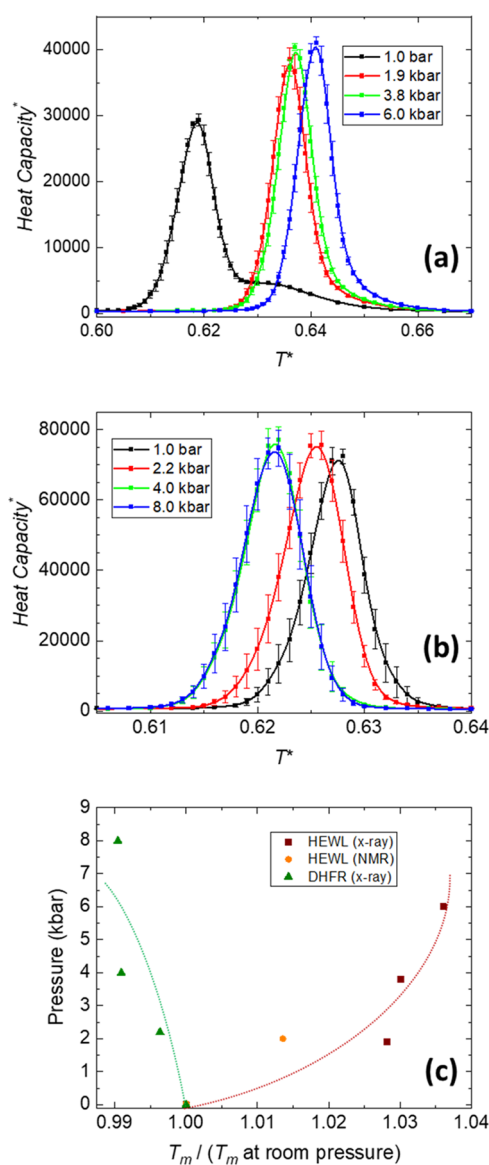 40000
30000
20000
10000
0
Heat Capacity*
1.0 bar
1.9 kbar
3.8 kbar
6.0 kbar
(a)
0.60 0.62 0.64 0.66
T*
80000
60000
40000
20000
0
Heat Capacity*
1.0 bar
2.2 kbar
4.0 kbar
8.0 kbar
(b)
0.61 0.62 0.63 0.64
T*
9
8
7
6
5
4
3
2
1
0
Pressure (kbar)
HEWL (x-ray)
HEWL (NMR)
DHFR (x-ray)
(c)
0.99 1.00 1.01 1.02 1.03 1.04
Tm / (Tm at room pressure)